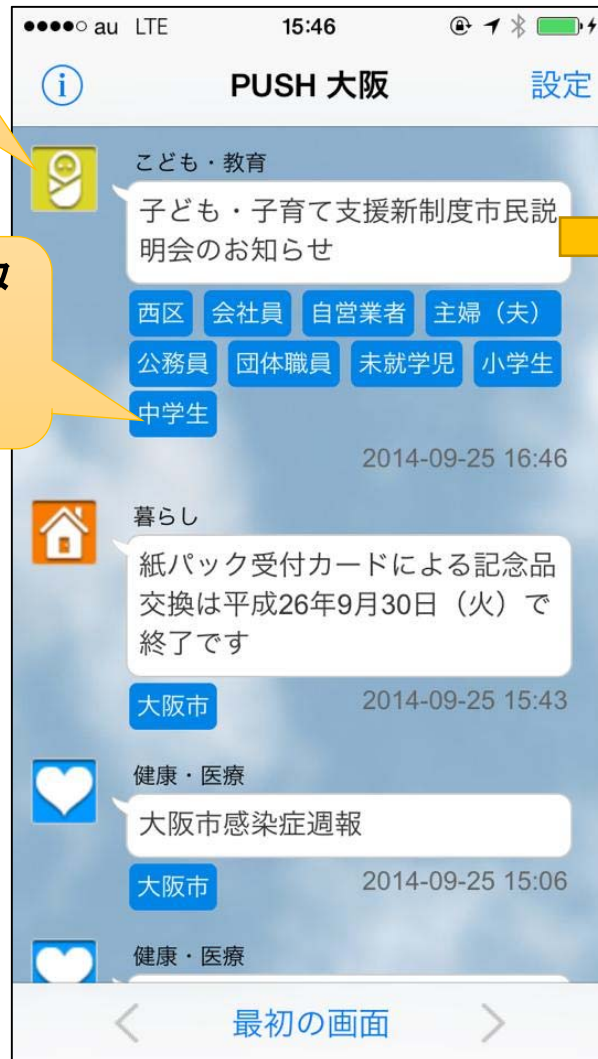 au LTE 15:46
PUSH 大阪 設定
こども・教育
子ども・子育て支援新制度市民説
明会のお知らせ
西区 会社員 自営業者 主婦（夫）
公務員 団体職員 未就学児 小学生
中学生
2014-09-25 16:46
暮らし
紙パック受付カードによる記念品
交換は平成26年9月30日（火）で
終了です
大阪市 2014-09-25 15:43
健康・医療
大阪市感染症週報
大阪市 2014-09-25 15:06
健康・医療
最初の画面